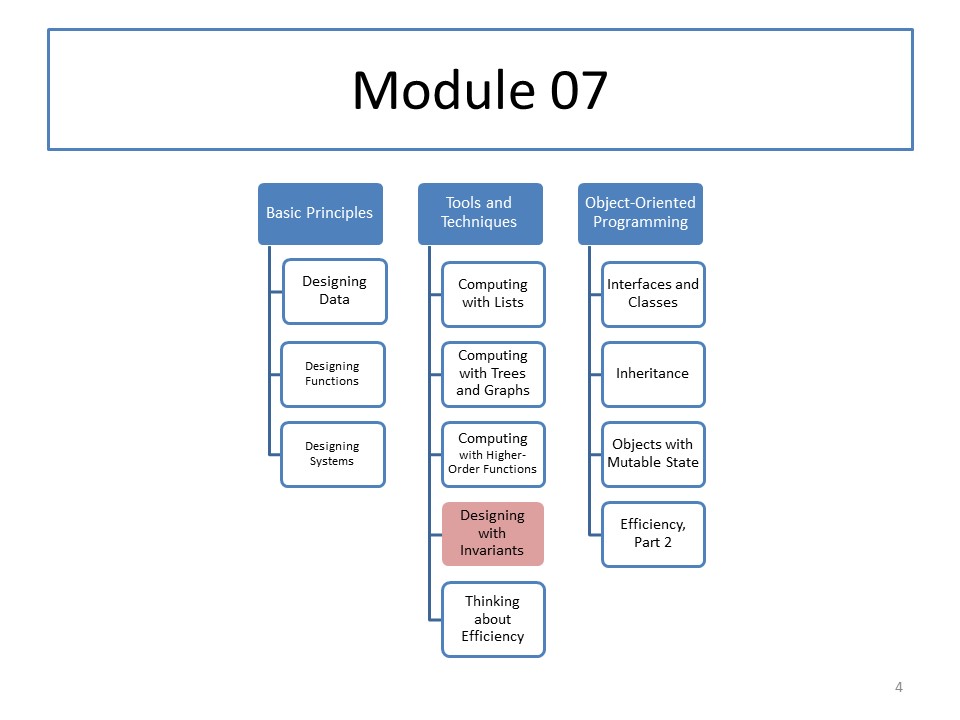 Module 07
Basic Principles
Designing
Data
Designing
Functions
Designing
Systems
Tools and
Techniques
Computing
with Lists
Computing
with Trees
and Graphs
Computing
with Higher-
Order Functions
Designing
with
Invariants
Thinking
about
Efficiency
Object-Oriented
Programming
Interfaces and
Classes
Inheritance
Objects with
Mutable State
Efficiency,
Part 2
4